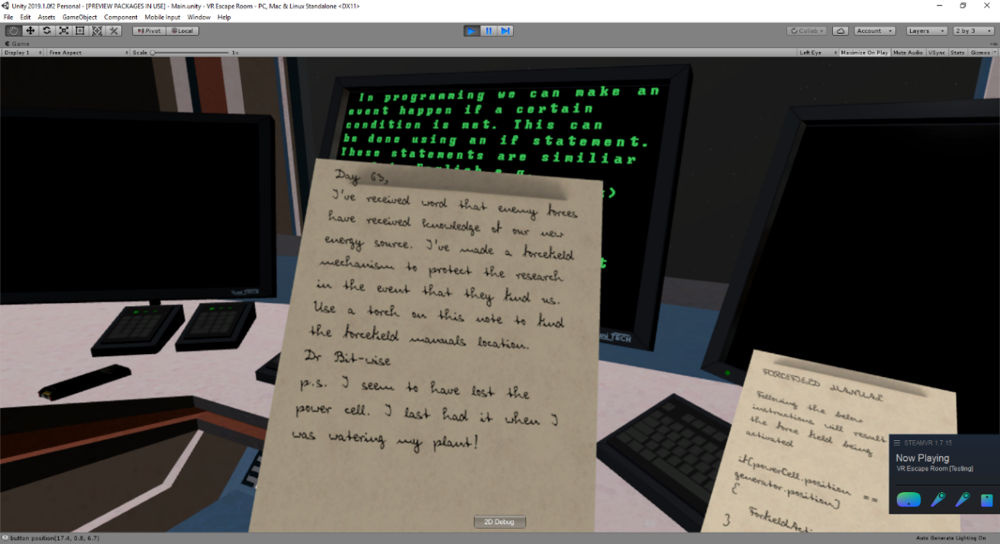 Unity 2019.1.0f2 Personal - [PREVIEW PACKAGES IN USE] - Main.unity - VR Escape Room - PC, Mac & Linux Standalone <DX11>
File Edit Assets GameObject Component Mobile Input Window Help
Pivot Local Collab Account Layers 2 by 3
Game
Display 1 Free Aspect Scale 1x Left Eye Maximize On Play Mute Audio VSync Stats Gizmos
In programming we can make an
event happen if a certain
condition is met. This can
be done using an if statement.
These statements are similiar
English e.g.
Day 63,
I've received word that enemy forces
have received knowledge of our new
energy source. I've made a forcefield
mechanism to protect the research
in the event that they find us.
Use a torch on this note to find
the forcefield manuals location.
Dr Bit-wise
p.s. I seem to have lost the
power cell. I last had it when I
was watering my plant!
UniTECH
FORCEFIELD MANUAL
Following the below
instructions will result
the force field being
activated
if(powerCell.position ==
generator.position)
{
}
STEAMVR 1.7.15
Now Playing
VR Escape Room [Testing]
2D Debug
button position(17.4, 0.8, 6.7)
Auto Generate Lighting On